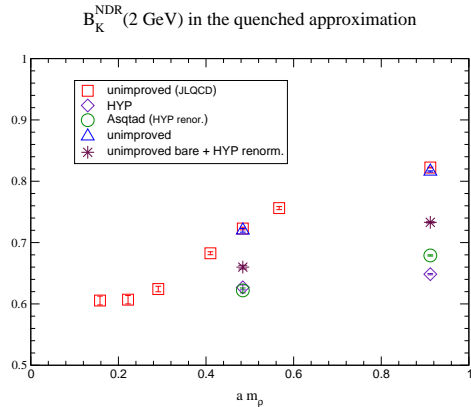 B_K^NDR(2 GeV) in the quenched approximation
1
0.9
0.8
0.7
0.6
0.5
unimproved (JLQCD)
HYP
Asqtad (HYP renor.)
unimproved
unimproved bare + HYP renorm.
0 0.2 0.4 0.6 0.8 1
a m_ρ